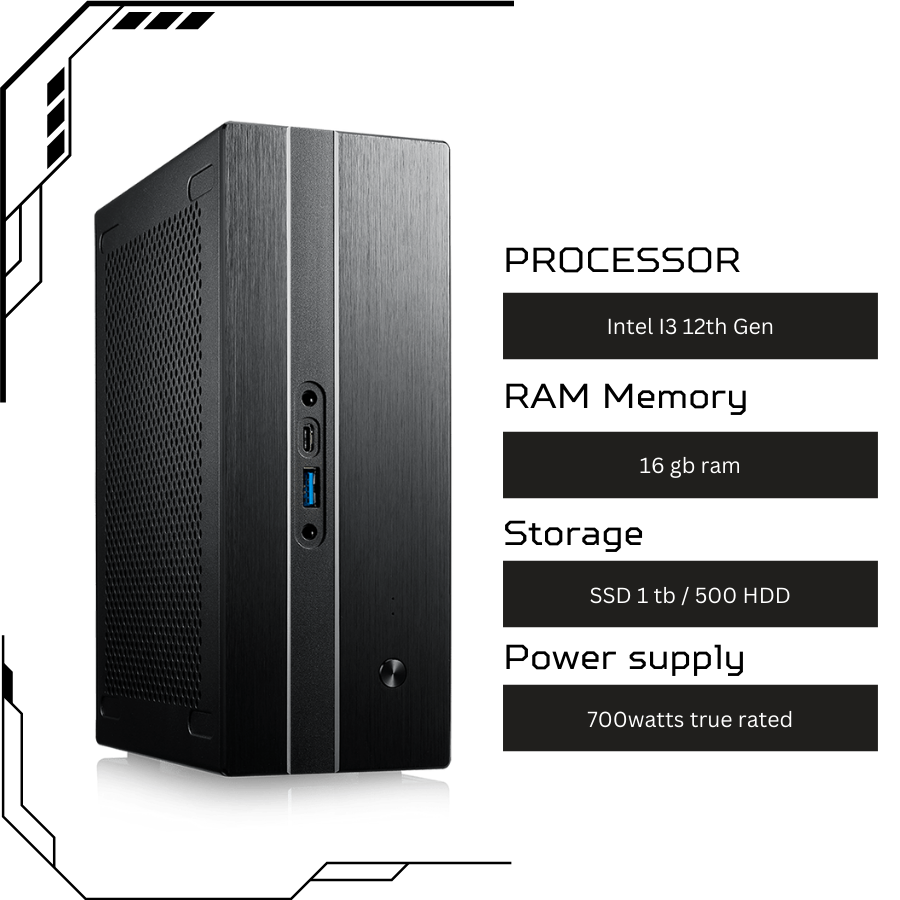 PROCESSOR
Intel I3 12th Gen
RAM Memory
16 gb ram
Storage
SSD 1 tb / 500 HDD
Power supply
700watts true rated